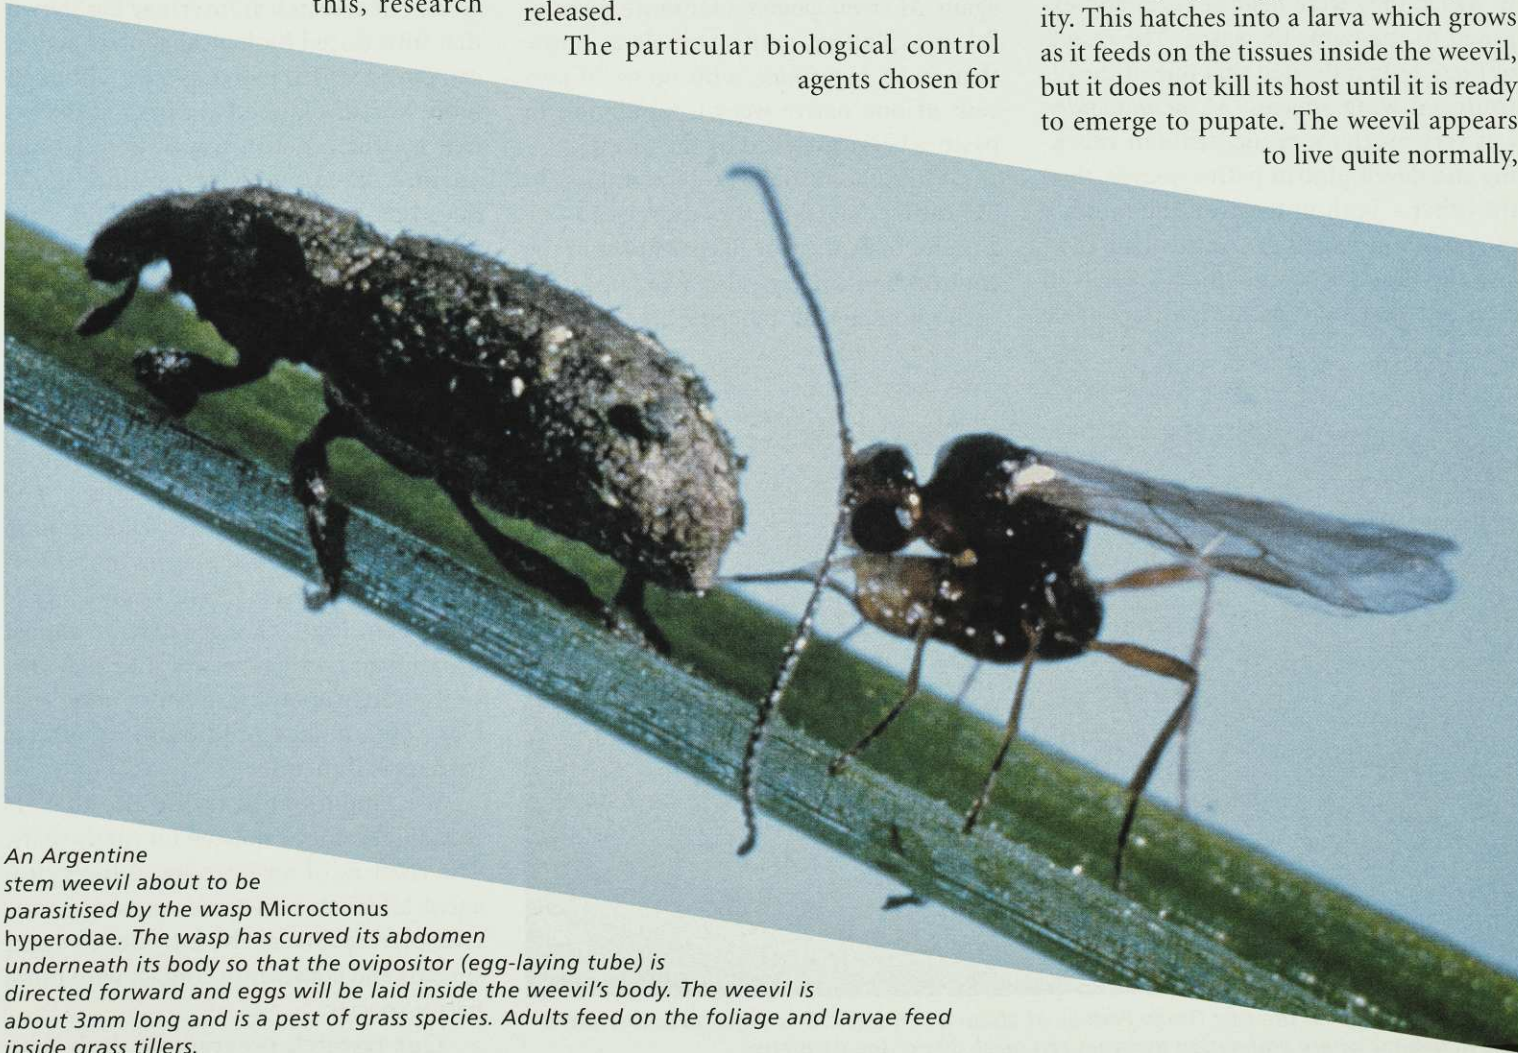 this, research
released.
The particular biological control
agents chosen for
ity. This hatches into a larva which grows
as it feeds on the tissues inside the weevil,
but it does not kill its host until it is ready
to emerge to pupate. The weevil appears
to live quite normally,
An Argentine
stem weevil about to be
parasitised by the wasp Microctonus
hyperodae. The wasp has curved its abdomen
underneath its body so that the ovipositor (egg-laying tube) is
directed forward and eggs will be laid inside the weevil's body. The weevil is
about 3mm long and is a pest of grass species. Adults feed on the foliage and larvae feed
inside grass tillers.